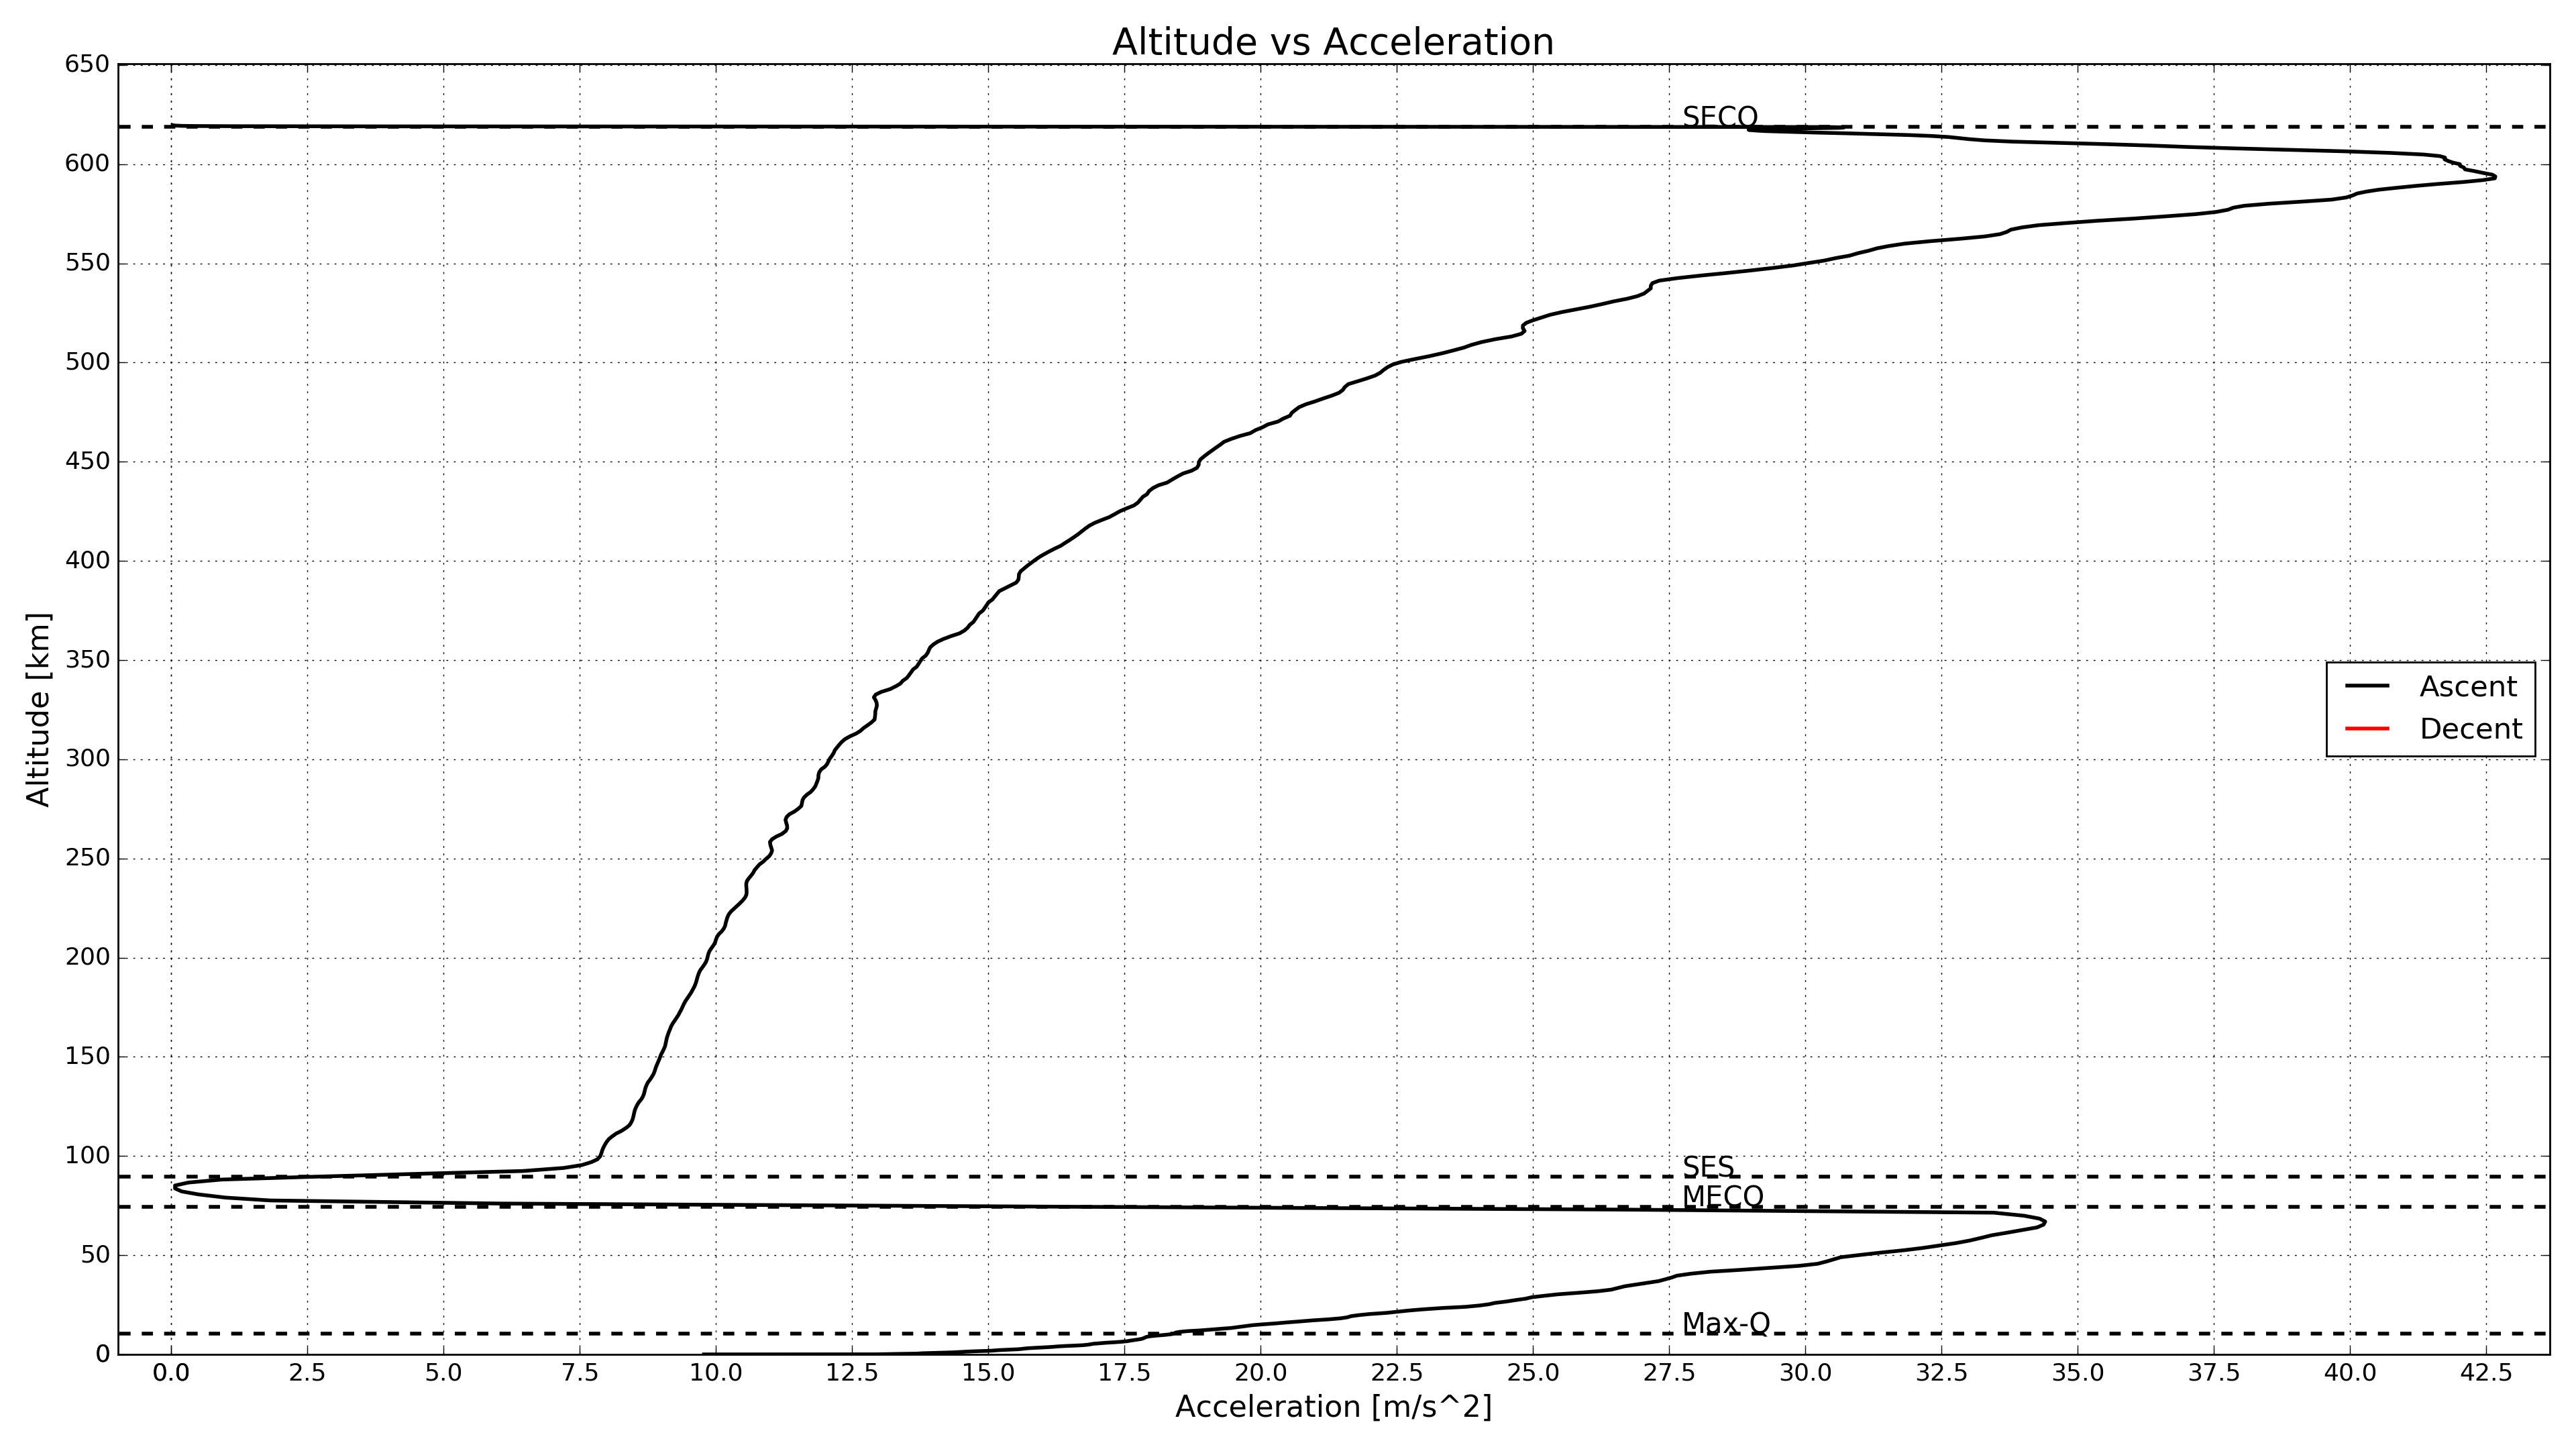 Altitude vs Acceleration
650
600
550
500
450
400
350
300
250
200
150
100
50
0
Altitude [km]
SECO
SES
MECO
Max-Q
Ascent
Decent
0.0 2.5 5.0 7.5 10.0 12.5 15.0 17.5 20.0 22.5 25.0 27.5 30.0 32.5 35.0 37.5 40.0 42.5
Acceleration [m/s^2]